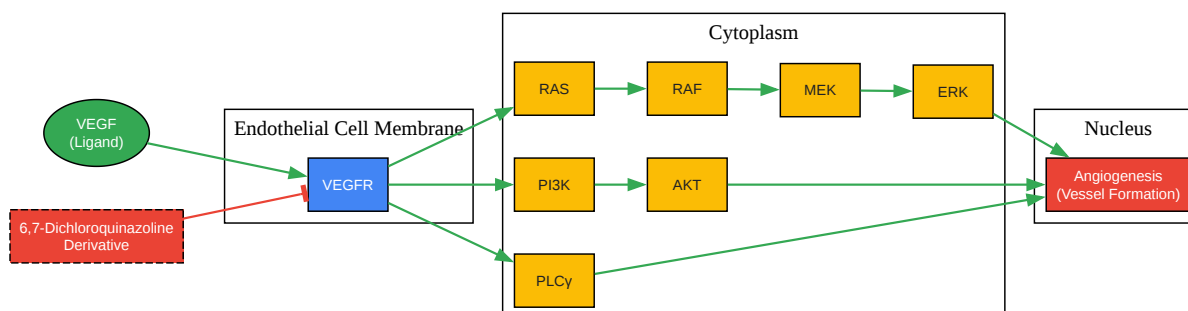 Cytoplasm
RAS
RAF
MEK
ERK
VEGF
(Ligand)
Endothelial Cell Membrane
Nucleus
VEGFR
PI3K
AKT
Angiogenesis
(Vessel Formation)
6,7-Dichloroquinazoline
Derivative
PLCγ